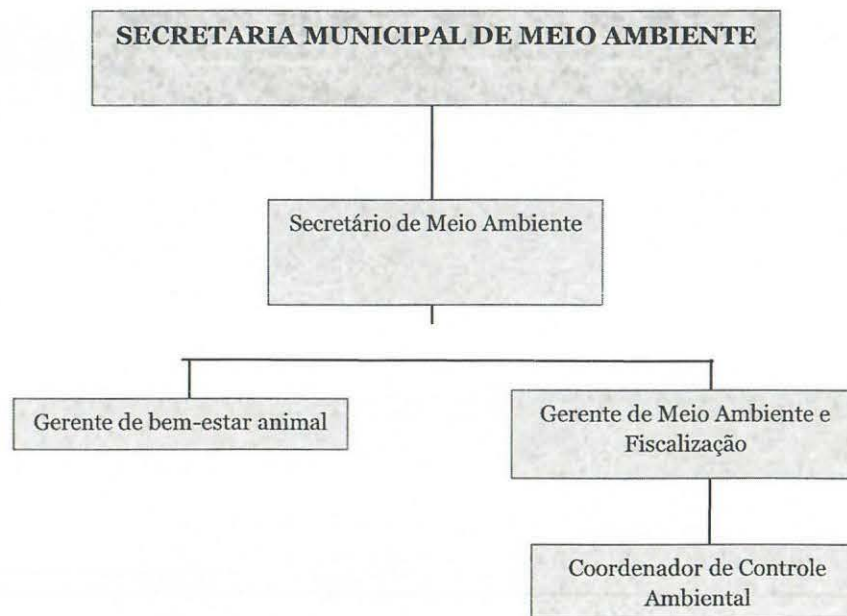 SECRETARIA MUNICIPAL DE MEIO AMBIENTE
Secretário de Meio Ambiente
Gerente de bem-estar animal
Gerente de Meio Ambiente e
Fiscalização
Coordenador de Controle
Ambiental